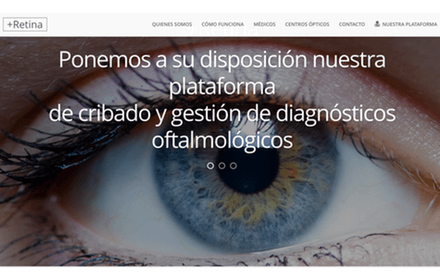 +Retina
QUIENES SOMOS CÓMO FUNCIONA MÉDICOS CENTROS ÓPTICOS CONTACTO NUESTRA PLATAFORMA
Ponemos a su disposición nuestra
plataforma
de cribado y gestión de diagnósticos
oftalmológicos